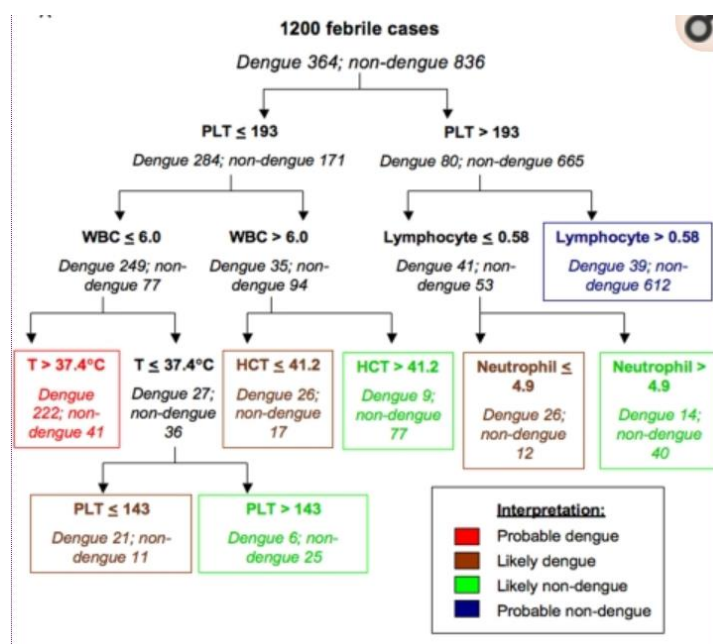 1200 febrile cases
Dengue 364; non-dengue 836
PLT ≤ 193
Dengue 284; non-dengue 171
PLT > 193
Dengue 80; non-dengue 665
WBC ≤ 6.0
Dengue 249; non-
dengue 77
WBC > 6.0
Dengue 35; non-
dengue 94
Lymphocyte ≤ 0.58
Dengue 41; non-
dengue 53
Lymphocyte > 0.58
Dengue 39; non-
dengue 612
T > 37.4ºC
Dengue
222; non-
dengue 41
T ≤ 37.4ºC
Dengue 27;
non-dengue
36
HCT ≤ 41.2
Dengue 26;
non-dengue
17
HCT > 41.2
Dengue 9;
non-dengue
77
Neutrophil ≤
4.9
Dengue 26;
non-dengue
12
Neutrophil >
4.9
Dengue 14;
non-dengue
40
PLT ≤ 143
Dengue 21; non-
dengue 11
PLT > 143
Dengue 6; non-
dengue 25
Interpretation:
Probable dengue
Likely dengue
Likely non-dengue
Probable non-dengue